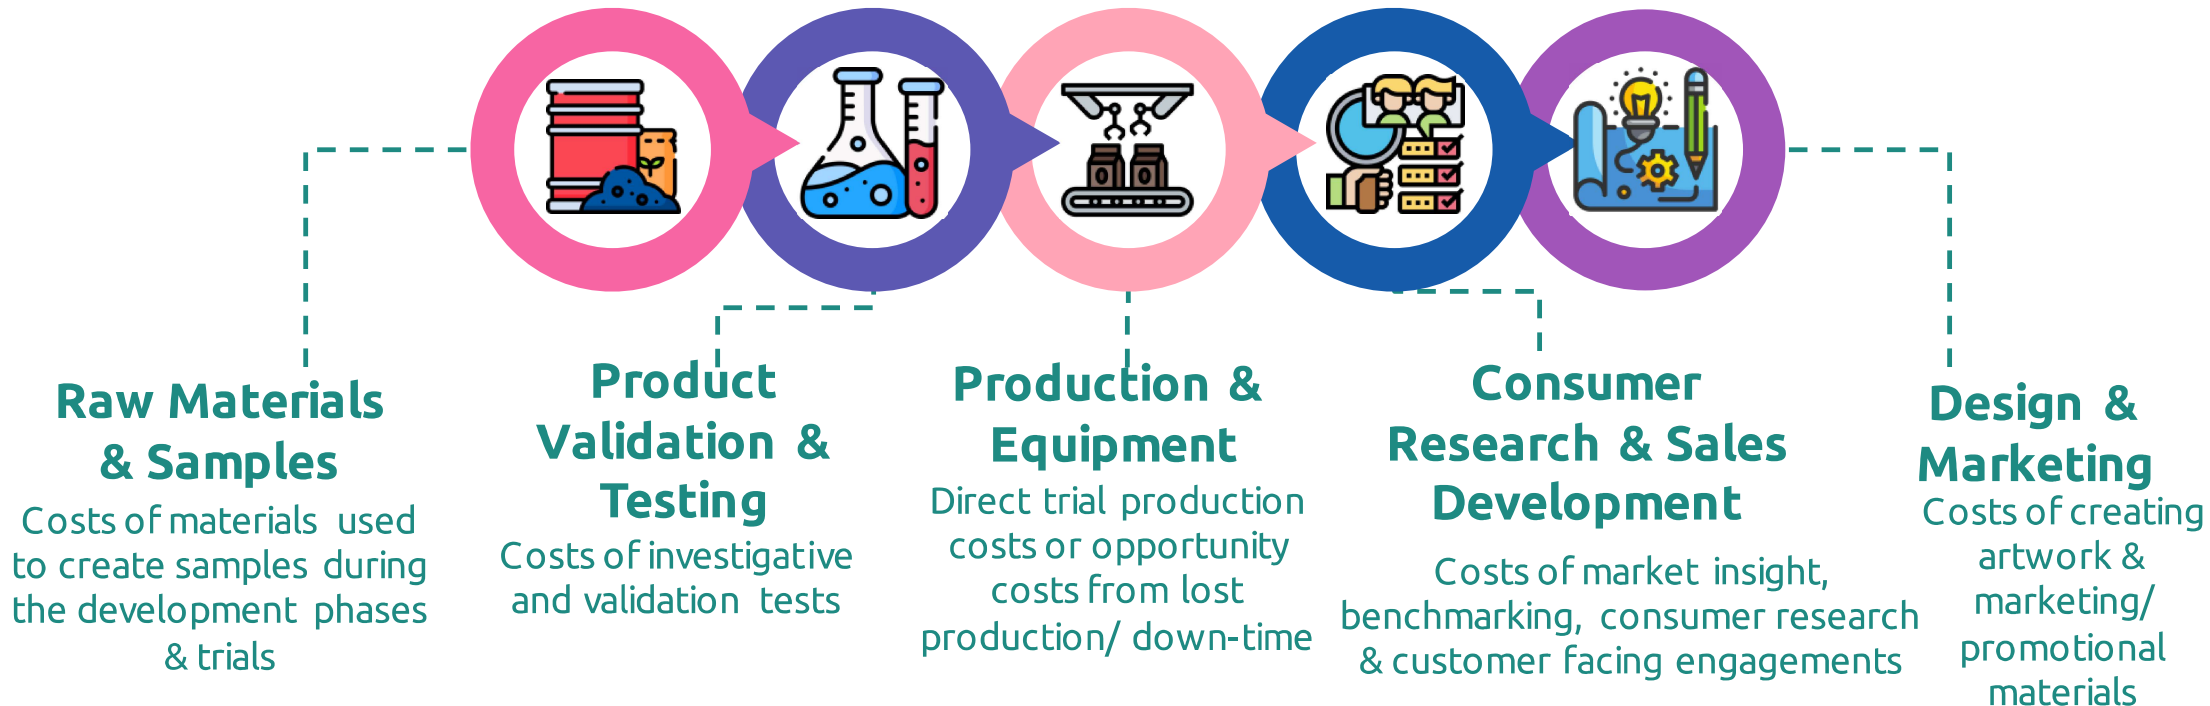 Raw Materials
& Samples
Costs of materials used
to create samples during
the development phases
& trials
Product
Validation &
Testing
Costs of investigative
and validation tests
Production &
Equipment
Direct trial production
costs or opportunity
costs from lost
production/ down-time
Consumer
Research & Sales
Development
Costs of market insight,
benchmarking, consumer research
& customer facing engagements
Design &
Marketing
Costs of creating
artwork &
marketing/
promotional
materials